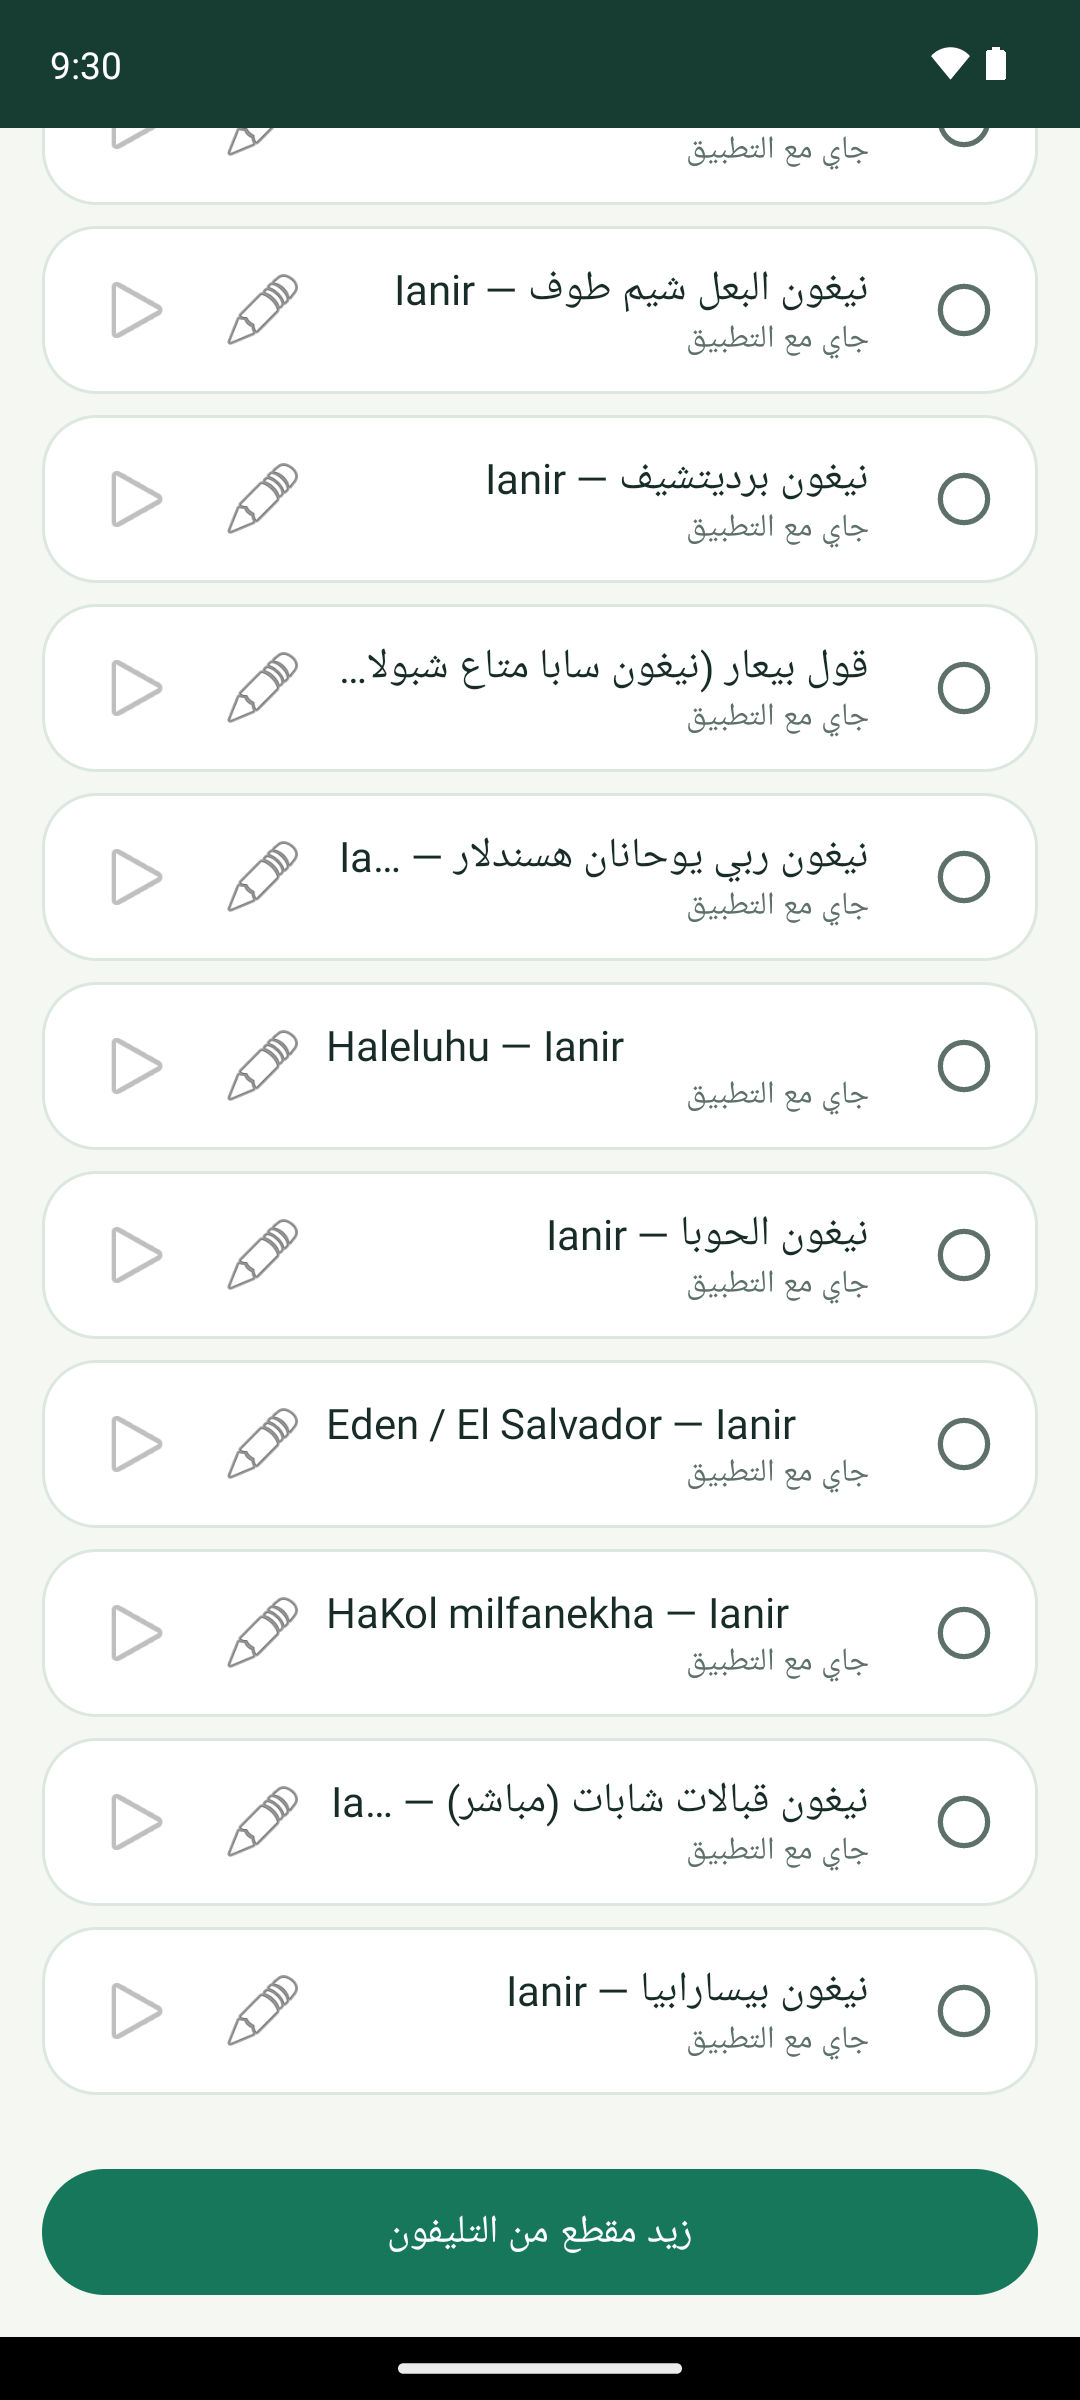 9:30
جاي مع التطبيق
نيغون البعل شيم طوف — Ianir
جاي مع التطبيق
نيغون برديتشيف — Ianir
جاي مع التطبيق
قول بيعار (نيغون سابا متاع شبولا…
جاي مع التطبيق
نيغون ربي يوحانان هسندلار — Ia…
جاي مع التطبيق
Haleluhu — Ianir
جاي مع التطبيق
نيغون الحوبا — Ianir
جاي مع التطبيق
Eden / El Salvador — Ianir
جاي مع التطبيق
HaKol milfanekha — Ianir
جاي مع التطبيق
نيغون قبالات شابات (مباشر) — Ia…
جاي مع التطبيق
نيغون بيسارابيا — Ianir
جاي مع التطبيق
زيد مقطع من التليفون